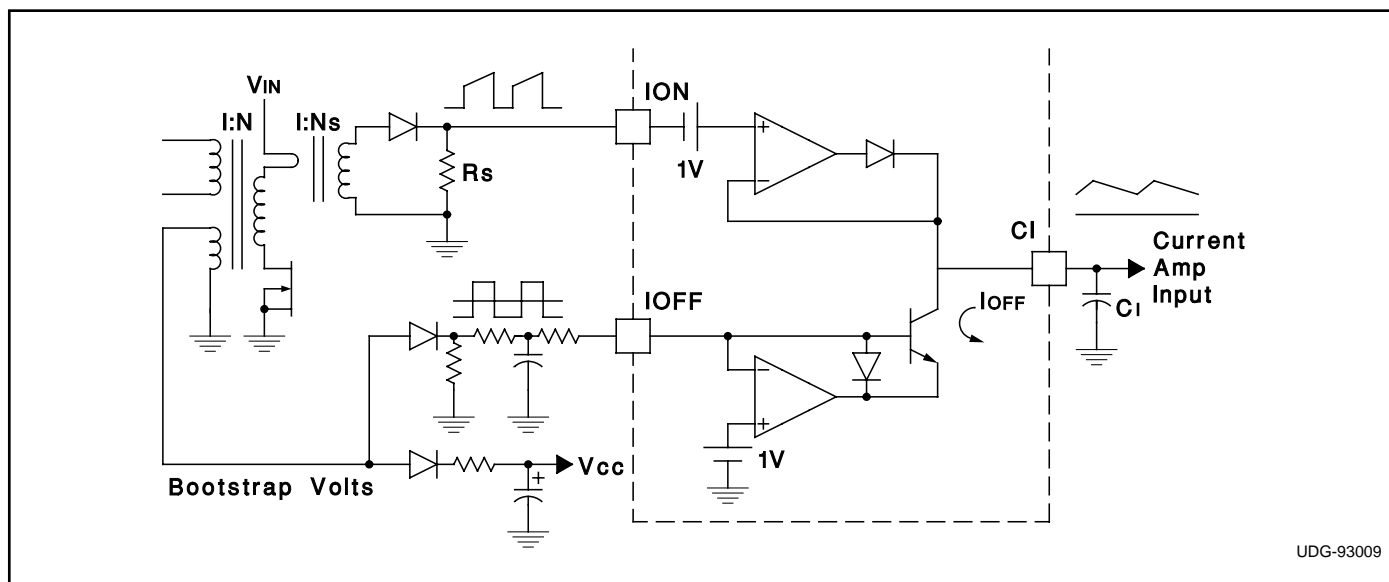 VIN
I:N
I:Ns
Rs
ION
1V
+
−
CI
Current
Amp
Input
CI
IOFF
IOFF
−
+
1V
+
Vcc
Bootstrap Volts
UDG-93009